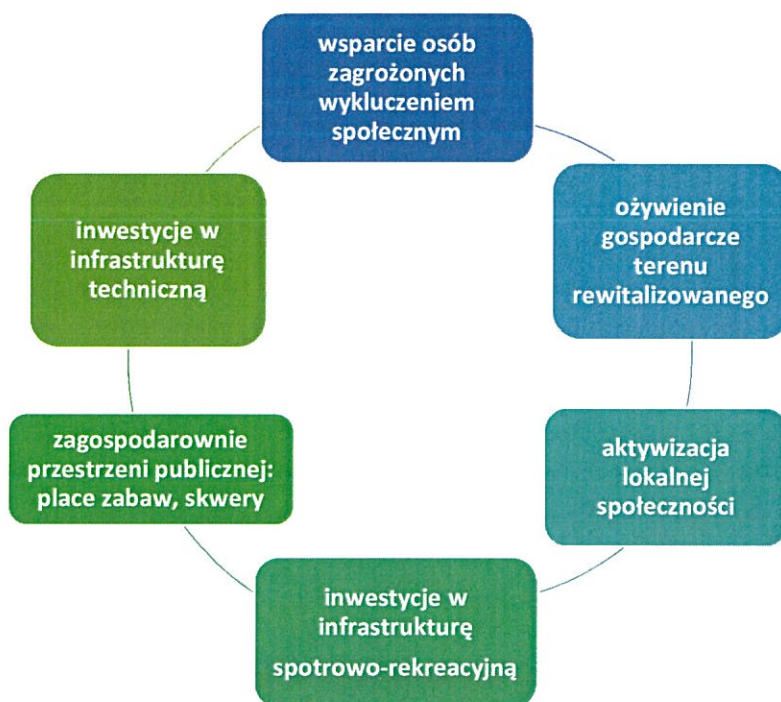 wsparcie osób
zagrożonych
wykluczeniem
społecznym
ożywienie
gospodarcze
terenu
rewitalizowanego
aktywizacja
lokalnej
społeczności
inwestycje w
infrastrukturę
spotrowo-rekreacyjną
zagospodarownie
przestrzeni publicznej:
place zabaw, skwery
inwestycje w
infrastrukturę
techniczną